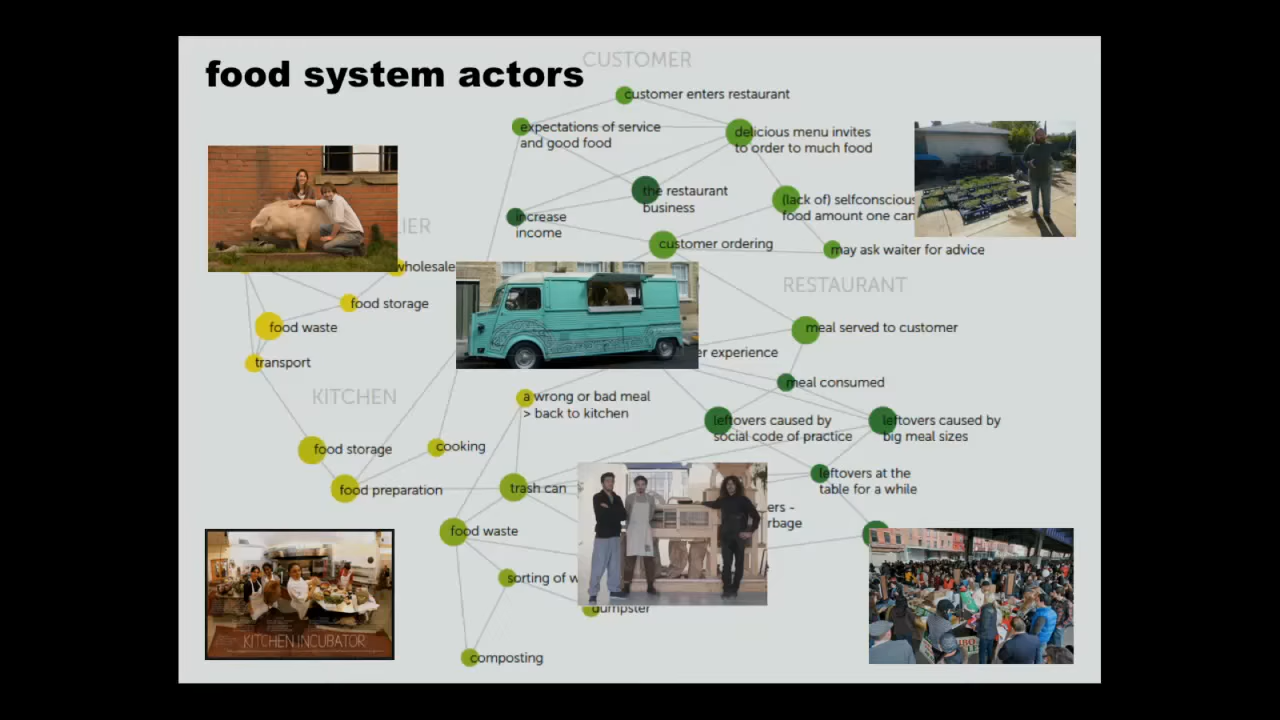 food system actors
CUSTOMER
customer enters restaurant
expectations of service
and good food
delicious menu invites
to order to much food
the restaurant
business
(lack of) selfconscious
food amount one can
increase
income
LIER
customer ordering
may ask waiter for advice
wholesale
RESTAURANT
food storage
food waste
meal served to customer
er experience
transport
meal consumed
KITCHEN
a wrong or bad meal
> back to kitchen
leftovers caused by
social code of practice
leftovers caused by
big meal sizes
cooking
food storage
leftovers at the
table for a while
food preparation
trash can
ers -
rbage
food waste
sorting of w
dumpster
KITCHEN INCUBATOR
composting